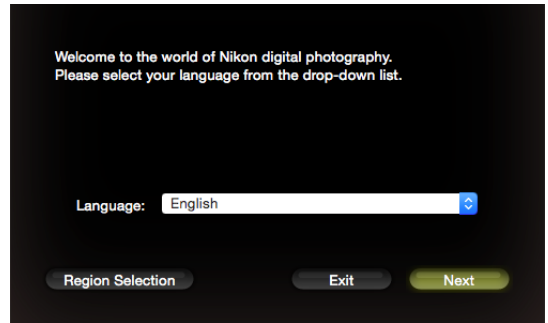 Welcome to the world of Nikon digital photography.
Please select your language from the drop-down list.
Language: English
Region Selection Exit Next